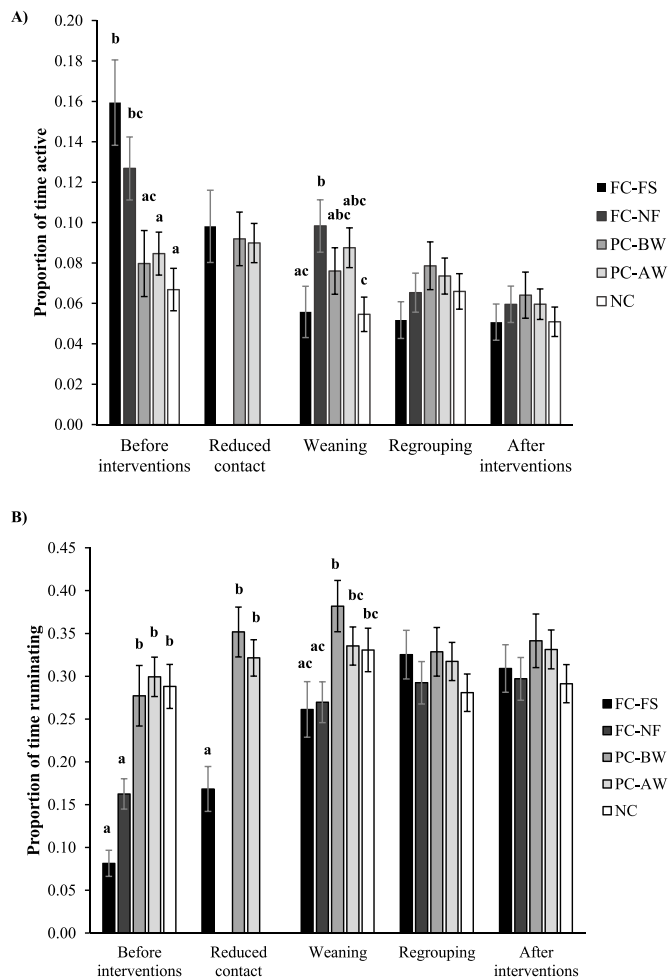 A)
Proportion of time active
0.20
0.18
0.16
0.14
0.12
0.10
0.08
0.06
0.04
0.02
0.00
b
bc
ac
a
a
ac
b
abc
abc
c
Before
interventions
Reduced
contact
Weaning
Regrouping
After
interventions
FC-FS
FC-NF
PC-BW
PC-AW
NC
B)
Proportion of time ruminating
0.45
0.40
0.35
0.30
0.25
0.20
0.15
0.10
0.05
0.00
a
a
b
b
b
a
b
b
ac
ac
b
bc
bc
Before
interventions
Reduced
contact
Weaning
Regrouping
After
interventions
FC-FS
FC-NF
PC-BW
PC-AW
NC